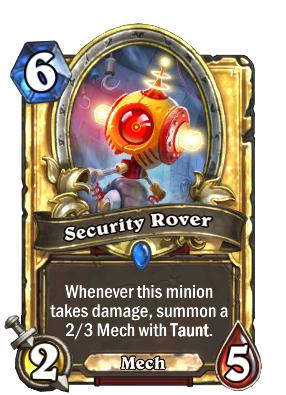 6
Security Rover
Whenever this minion
takes damage, summon a
2/3 Mech with Taunt.
2
Mech
5